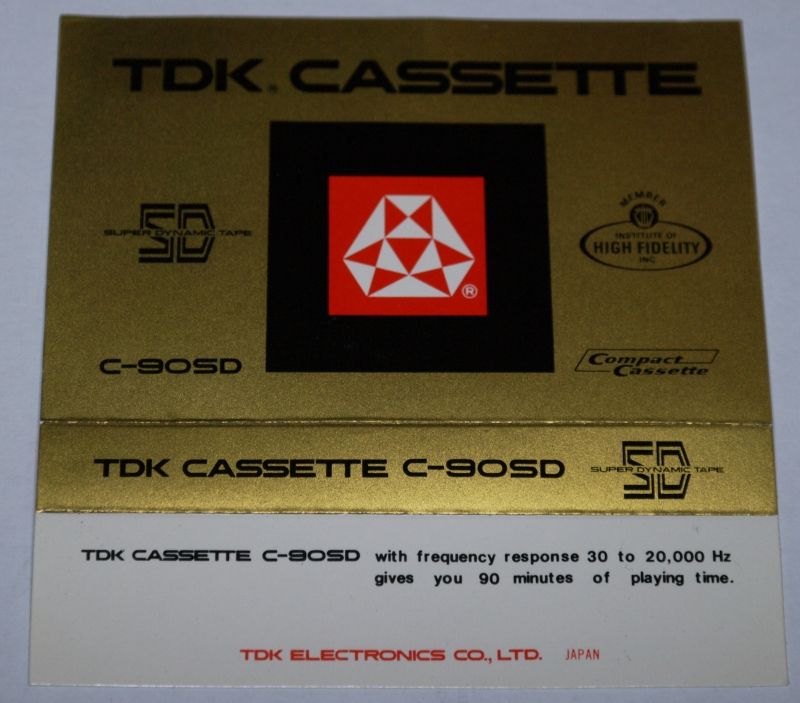 TDK® CASSETTE
SD
SUPER DYNAMIC TAPE
MEMBER
IHF
INSTITUTE OF
HIGH FIDELITY
INC
®
C-90SD
Compact
Cassette
TDK CASSETTE C-90SD
SD
SUPER DYNAMIC TAPE
TDK CASSETTE C-90SD with frequency response 30 to 20,000 Hz
gives you 90 minutes of playing time.
TDK ELECTRONICS CO., LTD. JAPAN